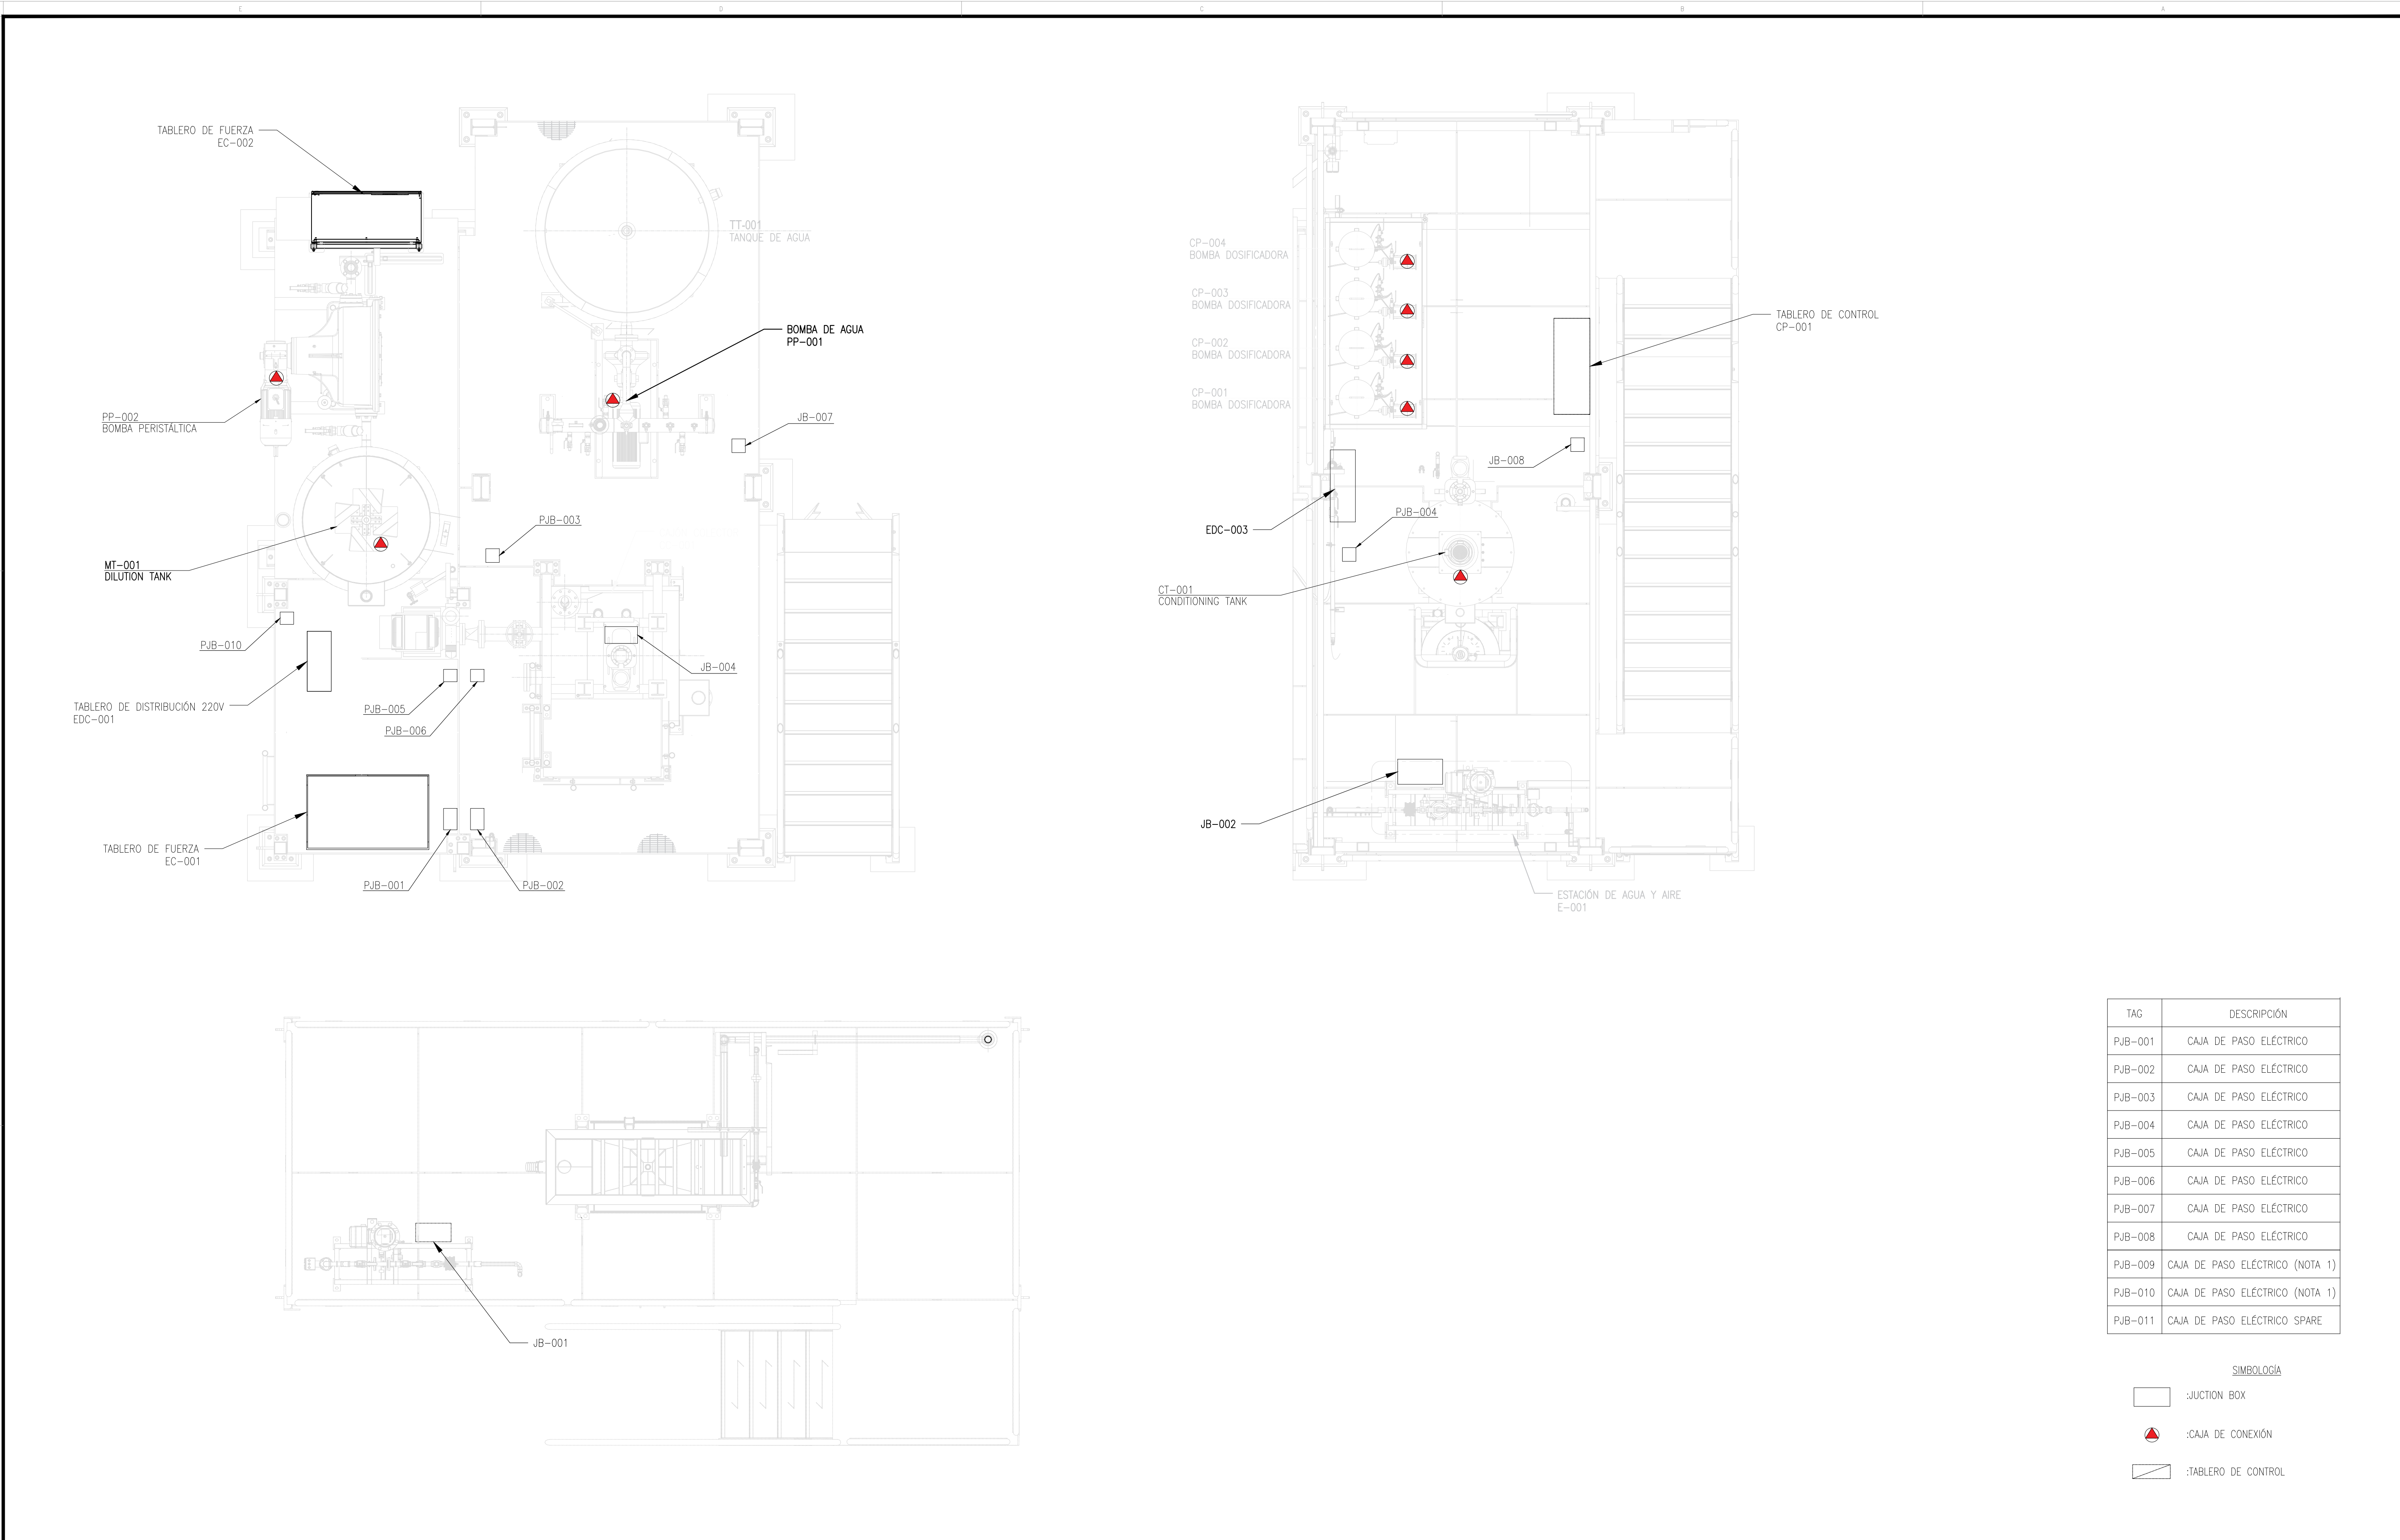 E
D
C
B
A
TABLERO DE FUERZA
EC-002
TT-001
TANQUE DE AGUA
BOMBA DE AGUA
PP-001
PP-002
BOMBA PERISTÁLTICA
JB-007
PJB-003
MT-001
DILUTION TANK
PJB-010
JB-004
TABLERO DE DISTRIBUCIÓN 220V
EDC-001
PJB-005
PJB-006
TABLERO DE FUERZA
EC-001
PJB-001
PJB-002
CP-004
BOMBA DOSIFICADORA
CP-003
BOMBA DOSIFICADORA
CP-002
BOMBA DOSIFICADORA
CP-001
BOMBA DOSIFICADORA
TABLERO DE CONTROL
CP-001
JB-008
EDC-003
PJB-004
CT-001
CONDITIONING TANK
JB-002
ESTACIÓN DE AGUA Y AIRE
E-001
JB-001
TAG DESCRIPCIÓN
PJB-001 CAJA DE PASO ELÉCTRICO
PJB-002 CAJA DE PASO ELÉCTRICO
PJB-003 CAJA DE PASO ELÉCTRICO
PJB-004 CAJA DE PASO ELÉCTRICO
PJB-005 CAJA DE PASO ELÉCTRICO
PJB-006 CAJA DE PASO ELÉCTRICO
PJB-007 CAJA DE PASO ELÉCTRICO
PJB-008 CAJA DE PASO ELÉCTRICO
PJB-009 CAJA DE PASO ELÉCTRICO (NOTA 1)
PJB-010 CAJA DE PASO ELÉCTRICO (NOTA 1)
PJB-011 CAJA DE PASO ELÉCTRICO SPARE
SIMBOLOGÍA
:JUCTION BOX
:CAJA DE CONEXIÓN
:TABLERO DE CONTROL